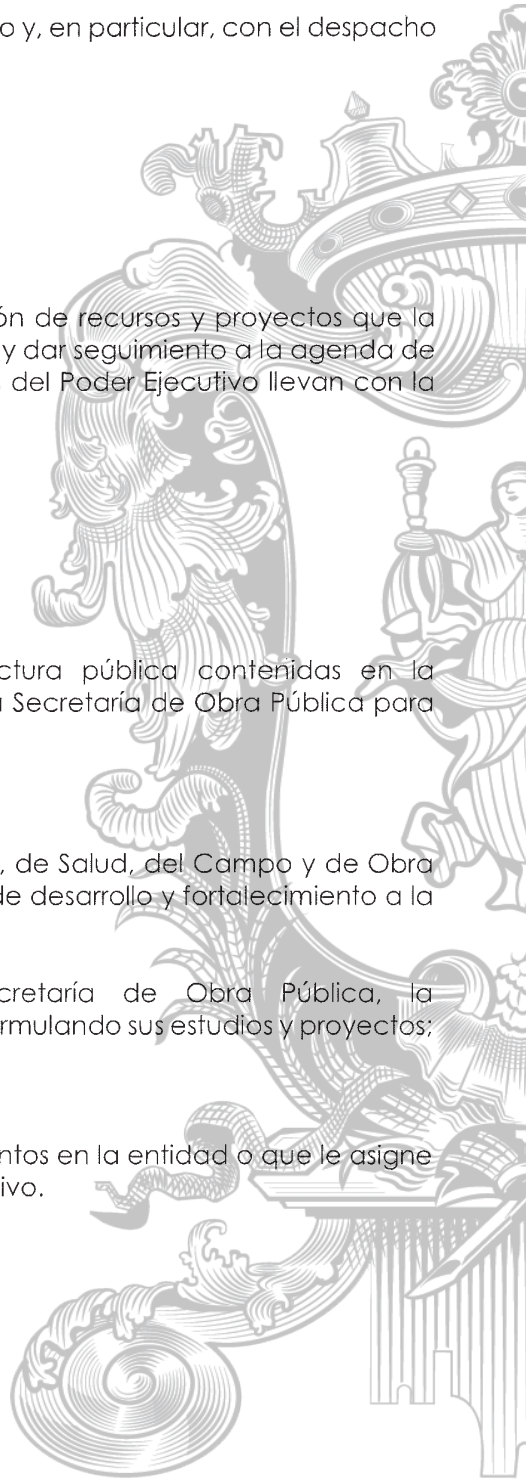 o y, en particular, con el despacho
ón de recursos y proyectos que la
y dar seguimiento a la agenda de
del Poder Ejecutivo llevan con la
ctura pública contenidas en la
a Secretaría de Obra Pública para
, de Salud, del Campo y de Obra
de desarrollo y fortalecimiento a la
cretaría de Obra Pública, la
rmulando sus estudios y proyectos;
ntos en la entidad o que le asigne
ivo.